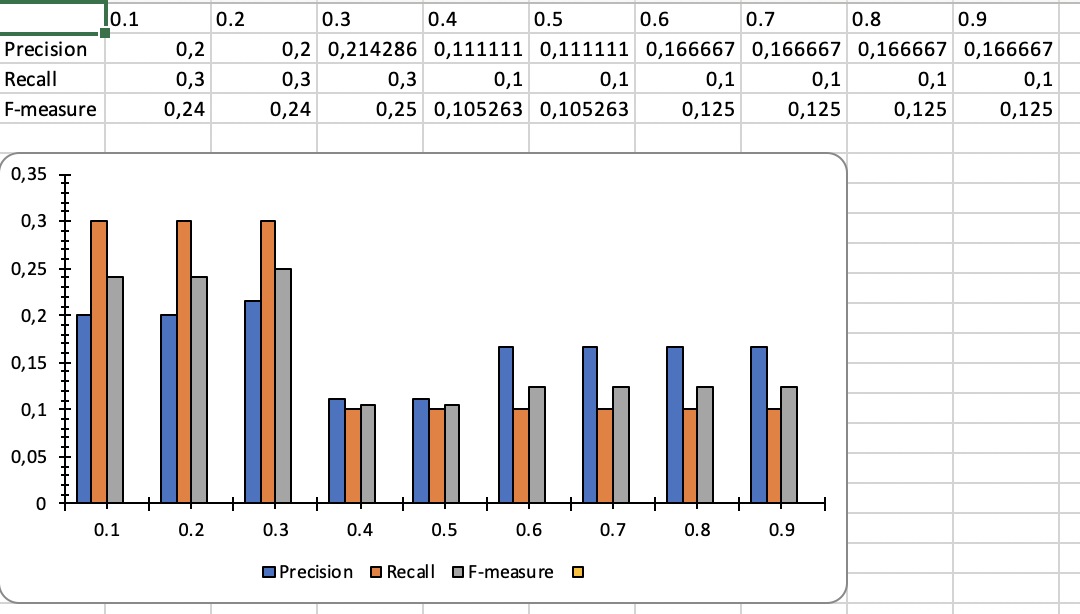 0.1 0.2 0.3 0.4 0.5 0.6 0.7 0.8 0.9
Precision 0,2 0,2 0,214286 0,111111 0,111111 0,166667 0,166667 0,166667 0,166667
Recall 0,3 0,3 0,3 0,1 0,1 0,1 0,1 0,1 0,1
F-measure 0,24 0,24 0,25 0,105263 0,105263 0,125 0,125 0,125 0,125
0,35
0,3
0,25
0,2
0,15
0,1
0,05
0
0.1 0.2 0.3 0.4 0.5 0.6 0.7 0.8 0.9
Precision Recall F-measure